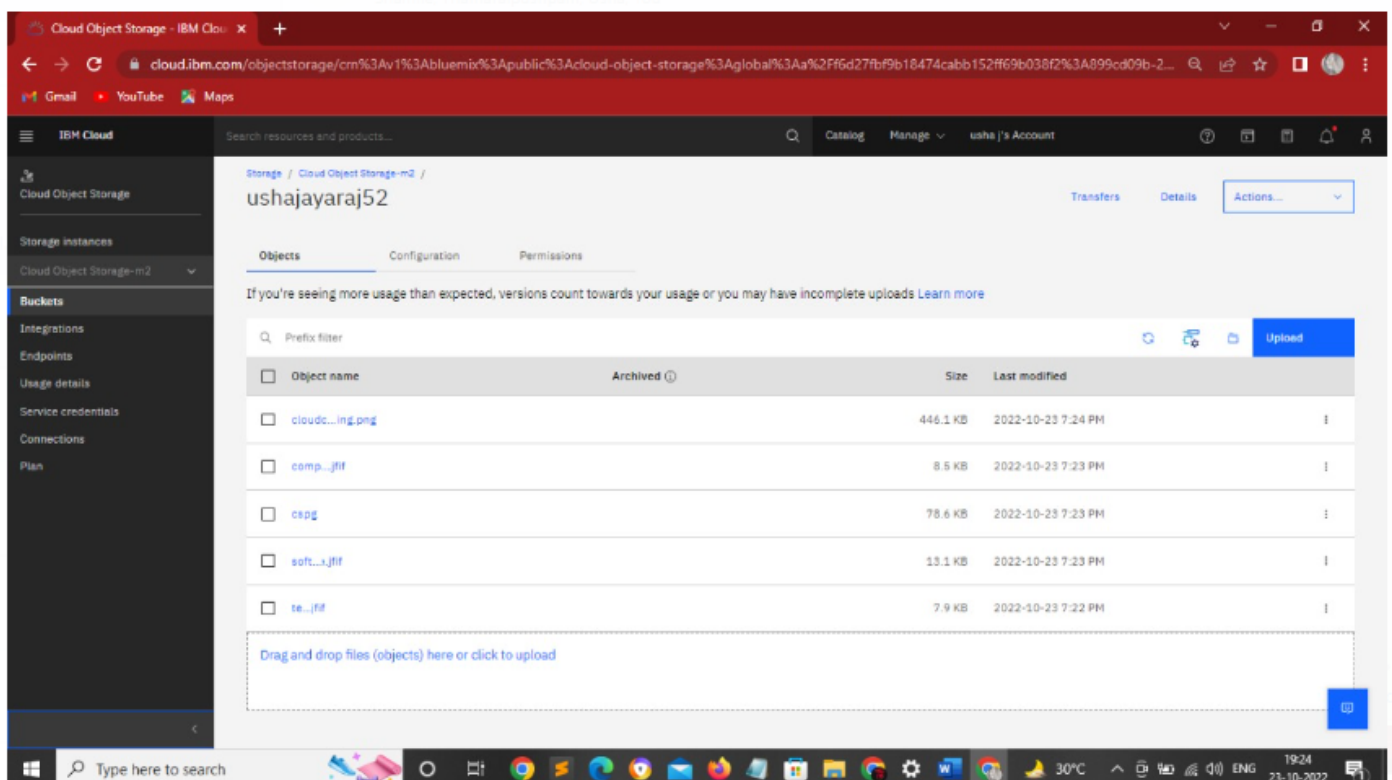 Cloud Object Storage - IBM Clou
cloud.ibm.com/objectstorage/crn%3Av1%3Abluemix%3Apublic%3Acloud-object-storage%3Aglobal%3Aa%2Ff6d27fbf9b18474cabb152ff69b038f2%3A899cd09b-2...
Gmail YouTube Maps
IBM Cloud Search resources and products... Catalog Manage usha j's Account
Cloud Object Storage
Storage instances
Cloud Object Storage-m2
Buckets
Integrations
Endpoints
Usage details
Service credentials
Connections
Plan
Storage / Cloud Object Storage-m2 /
ushajayaraj52
Transfers Details Actions...
Objects Configuration Permissions
If you're seeing more usage than expected, versions count towards your usage or you may have incomplete uploads Learn more
Prefix filter Upload
Object name Archived Size Last modified
cloudc...ing.png 446.1 KB 2022-10-23 7:24 PM
comp...jfif 8.5 KB 2022-10-23 7:23 PM
cspg 78.6 KB 2022-10-23 7:23 PM
soft... .jfif 13.1 KB 2022-10-23 7:23 PM
te...jfif 7.9 KB 2022-10-23 7:22 PM
Drag and drop files (objects) here or click to upload
Type here to search 30°C ENG 19:24
23-10-2022